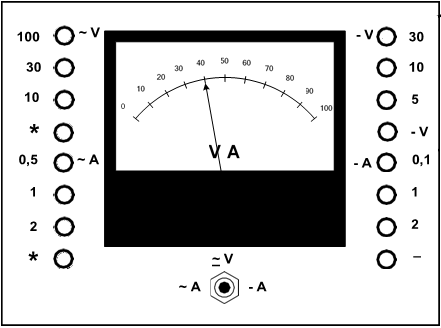 100 ~ V
30
10
*
0,5 ~ A
1
2
*
0 10 20 30 40 50 60 70 80 90 100
V A
- V 30
10
5
- V
- A 0,1
1
2
–
≃ V
~ A - A